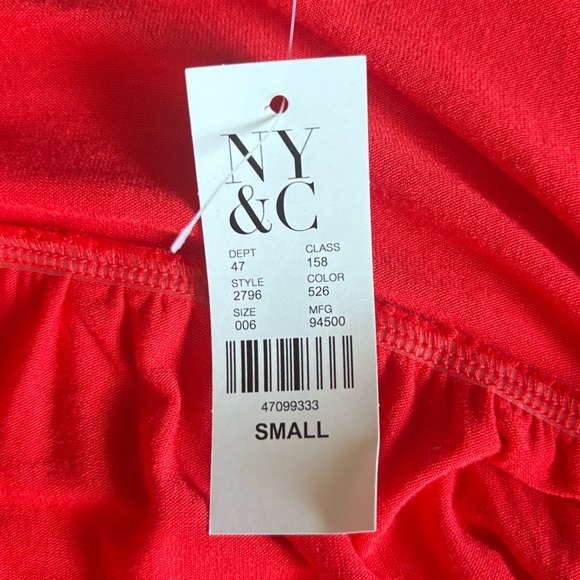 NY
&C
DEPT CLASS
47 158
STYLE COLOR
2796 526
SIZE MFG
006 94500
47099333
SMALL